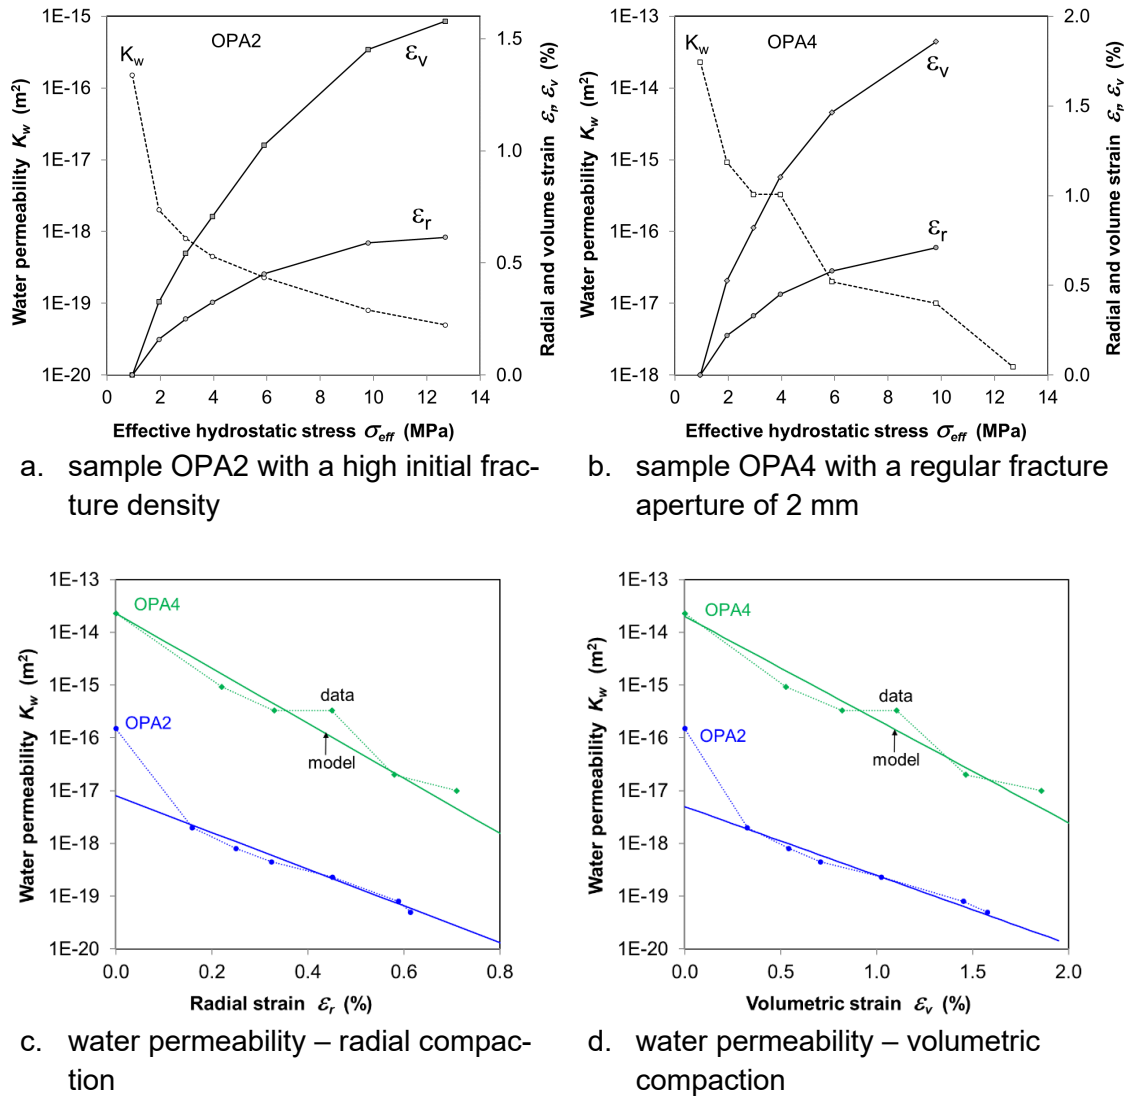 1E-15
1E-16
1E-17
1E-18
1E-19
1E-20
Water permeability Kw (m²)
OPA2
Kw
εv
εr
1.5
1.0
0.5
0.0
Radial and volume strain εr, εv (%)
0 2 4 6 8 10 12 14
Effective hydrostatic stress σeff (MPa)
a. sample OPA2 with a high initial frac-
ture density
1E-13
1E-14
1E-15
1E-16
1E-17
1E-18
Water permeability Kw (m²)
OPA4
Kw
εv
εr
2.0
1.5
1.0
0.5
0.0
Radial and volume strain εr, εv (%)
0 2 4 6 8 10 12 14
Effective hydrostatic stress σeff (MPa)
b. sample OPA4 with a regular fracture
aperture of 2 mm
1E-13
1E-14
1E-15
1E-16
1E-17
1E-18
1E-19
1E-20
Water permeability Kw (m²)
OPA4
OPA2
data
model
0.0 0.2 0.4 0.6 0.8
Radial strain εr (%)
c. water permeability – radial compac-
tion
1E-13
1E-14
1E-15
1E-16
1E-17
1E-18
1E-19
1E-20
Water permeability Kw (m²)
OPA4
OPA2
data
model
0.0 0.5 1.0 1.5 2.0
Volumetric strain εv (%)
d. water permeability – volumetric
compaction